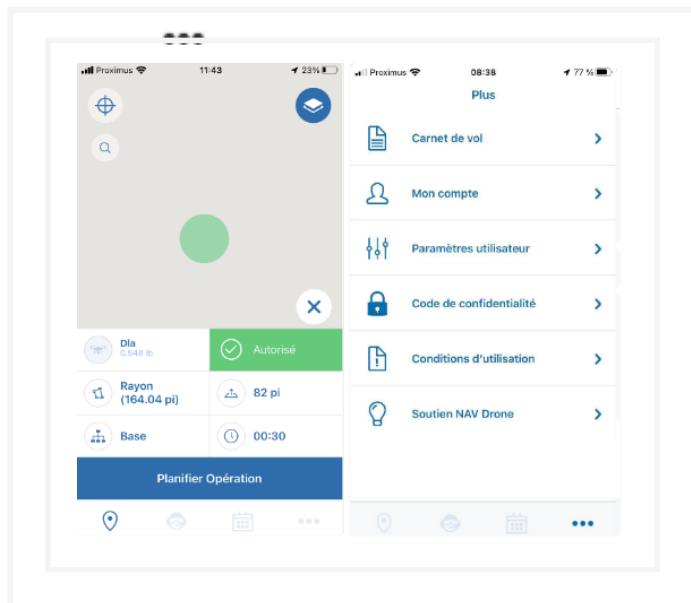 Proximus
11:43
23%
Dla
0.548 lb
Autorisé
Rayon
(164.04 pi)
82 pi
Base
00:30
Planifier Opération
Proximus
08:38
77 %
Plus
Carnet de vol
Mon compte
Paramètres utilisateur
Code de confidentialité
Conditions d'utilisation
Soutien NAV Drone